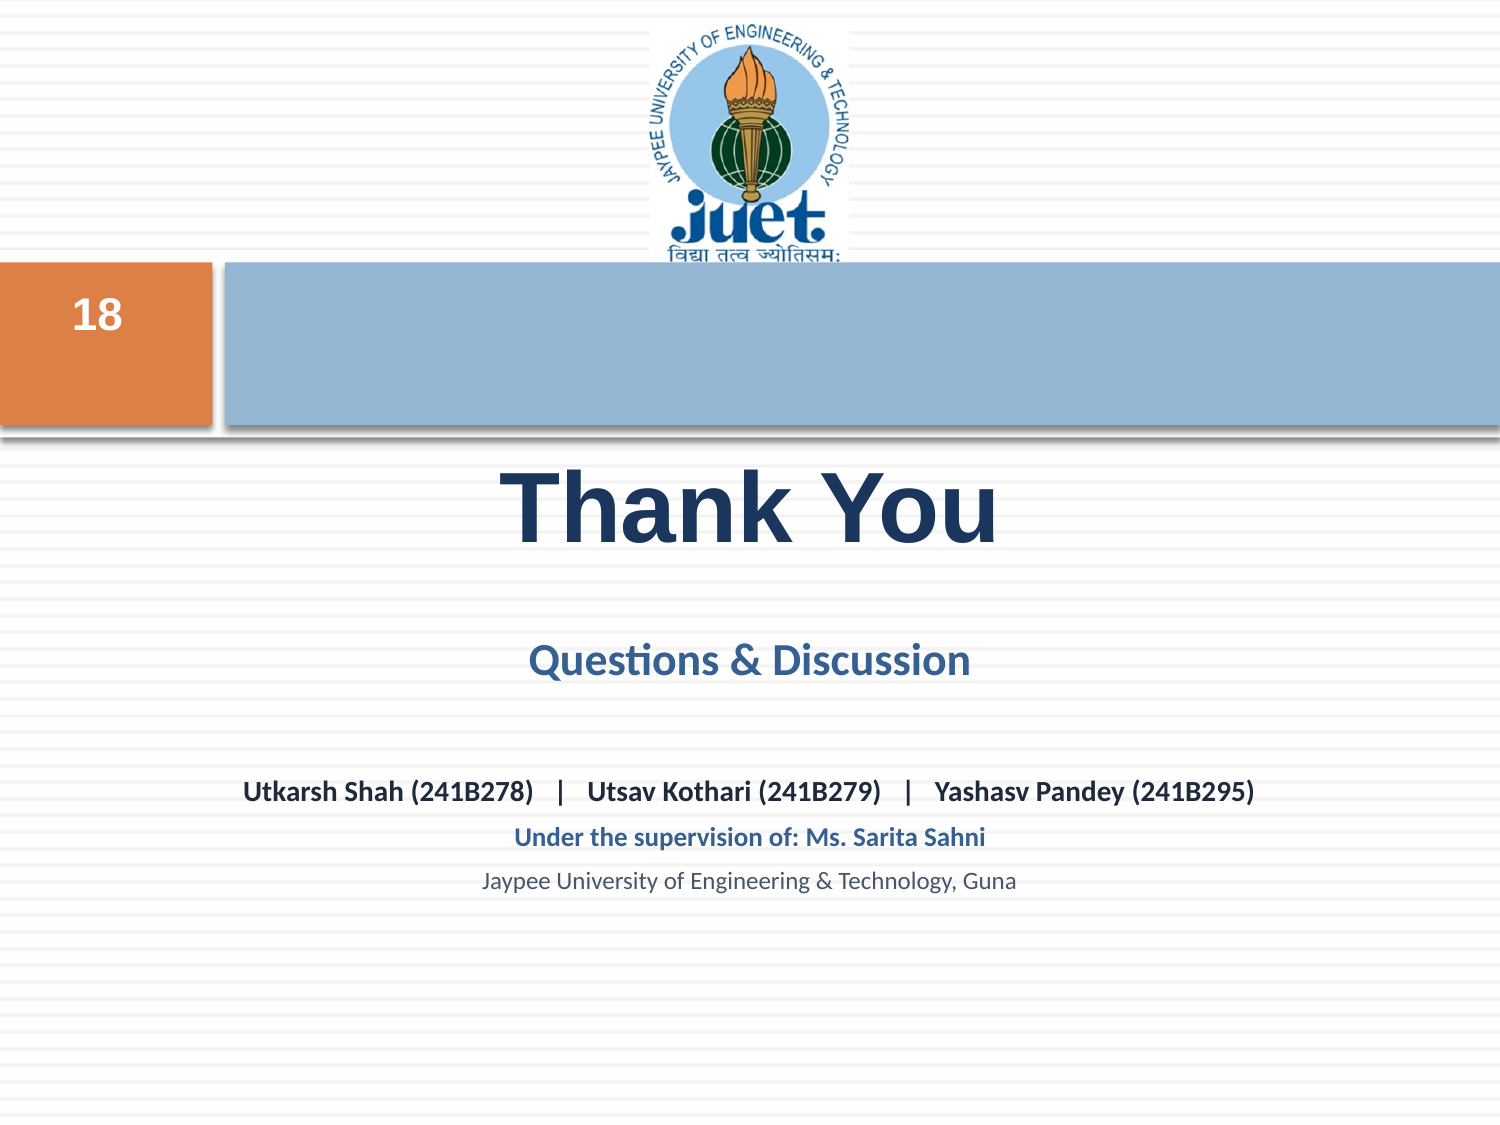 JAYPEE UNIVERSITY OF ENGINEERING & TECHNOLOGY
juet
विद्या तत्व ज्योतिसम:
18
Thank You
Questions & Discussion
Utkarsh Shah (241B278) | Utsav Kothari (241B279) | Yashasv Pandey (241B295)
Under the supervision of: Ms. Sarita Sahni
Jaypee University of Engineering & Technology, Guna